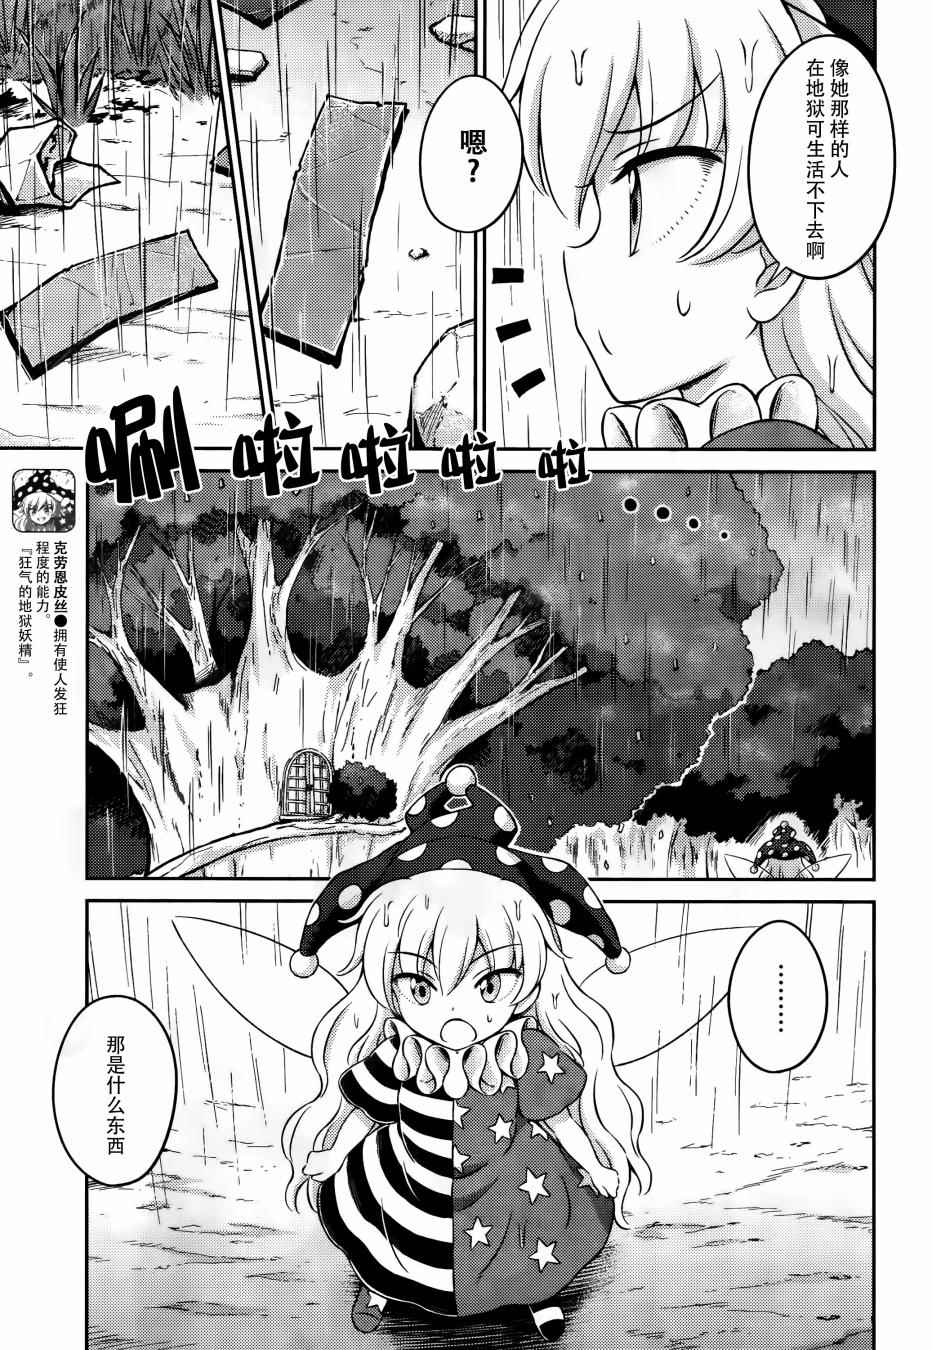 像她那样的人
在地狱可生活不下去啊
嗯?
唰啦啦啦啦
克劳恩皮丝●拥有使人发狂
程度的能力。
『狂气的地狱妖精』。
………
那是什么东西